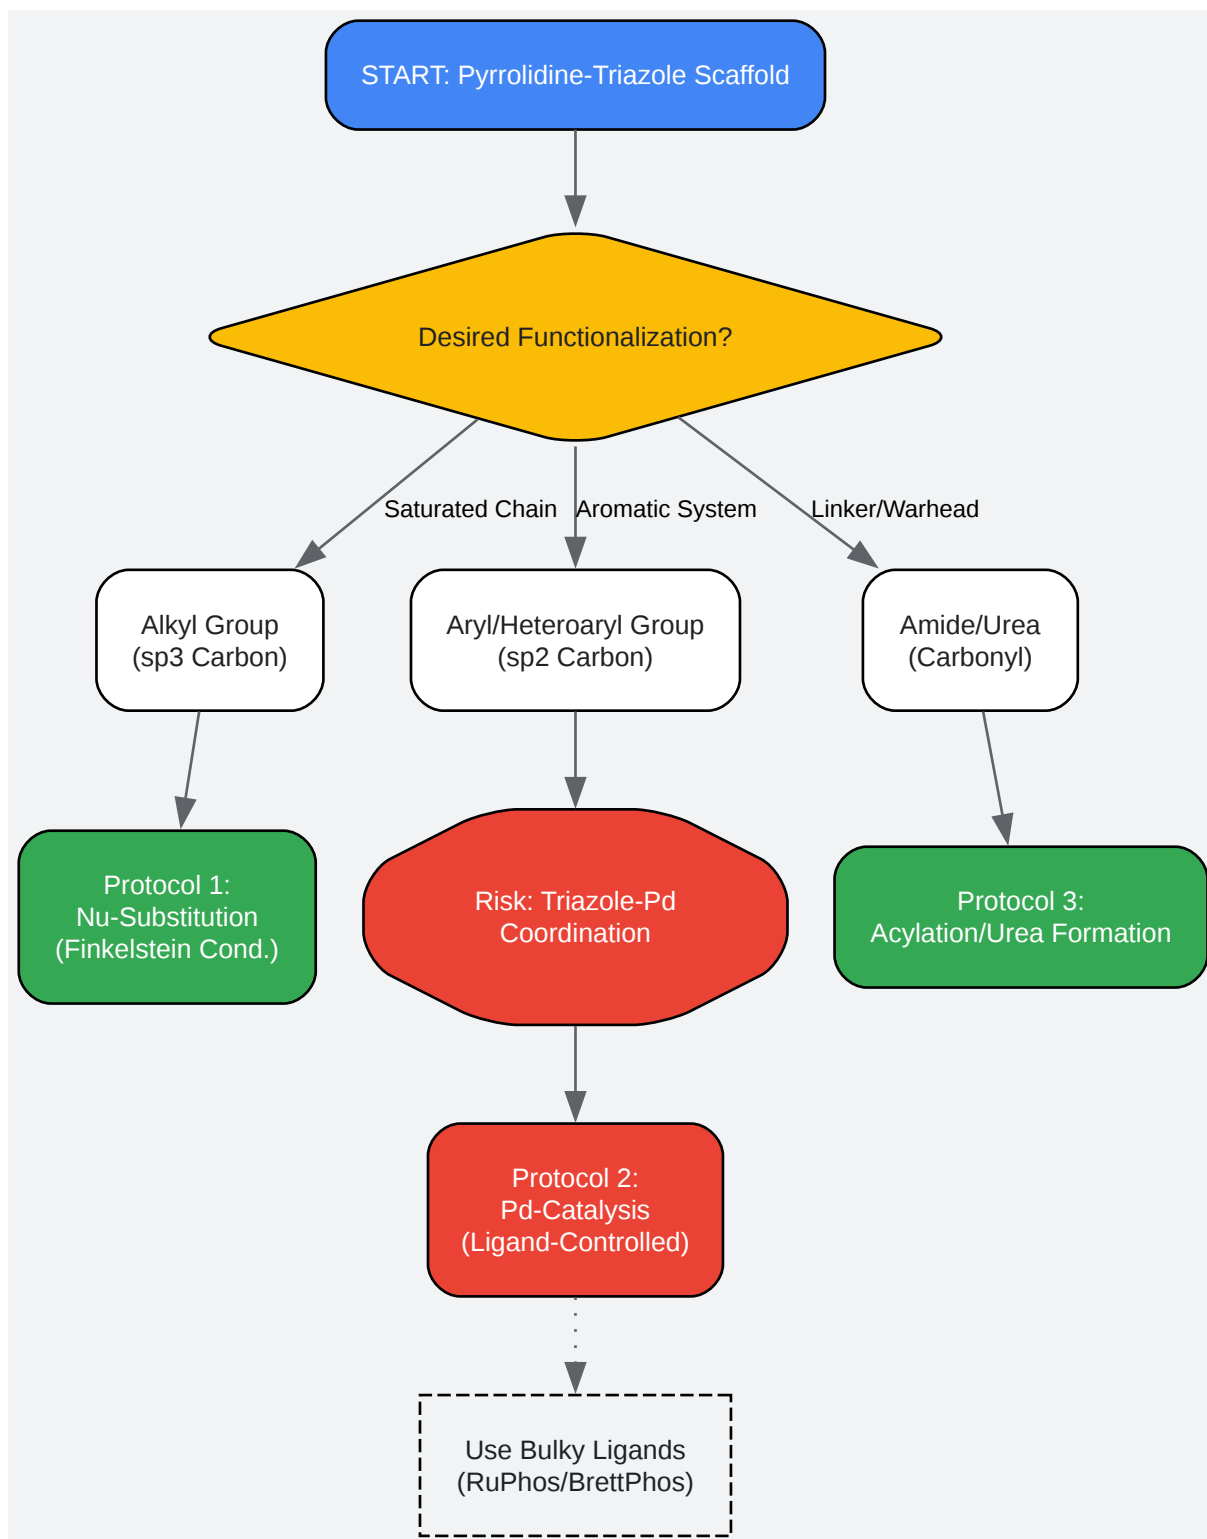 START: Pyrrolidine-Triazole Scaffold
Desired Functionalization?
Saturated Chain
Aromatic System
Linker/Warhead
Alkyl Group
(sp3 Carbon)
Aryl/Heteroaryl Group
(sp2 Carbon)
Amide/Urea
(Carbonyl)
Protocol 1:
Nu-Substitution
(Finkelstein Cond.)
Risk: Triazole-Pd
Coordination
Protocol 3:
Acylation/Urea Formation
Protocol 2:
Pd-Catalysis
(Ligand-Controlled)
Use Bulky Ligands
(RuPhos/BrettPhos)